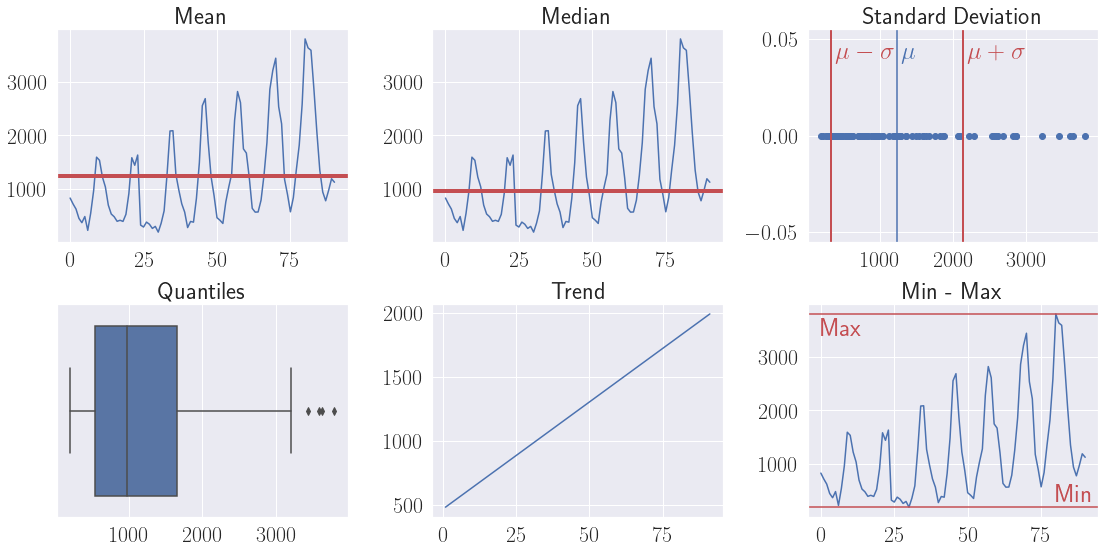 Mean
3000
2000
1000
0 25 50 75
Median
3000
2000
1000
0 25 50 75
Standard Deviation
0.05
μ − σ μ μ + σ
0.00
−0.05
1000 2000 3000
Quantiles
1000 2000 3000
Trend
2000
1500
1000
500
0 25 50 75
Min - Max
Max
3000
2000
1000
Min
0 25 50 75